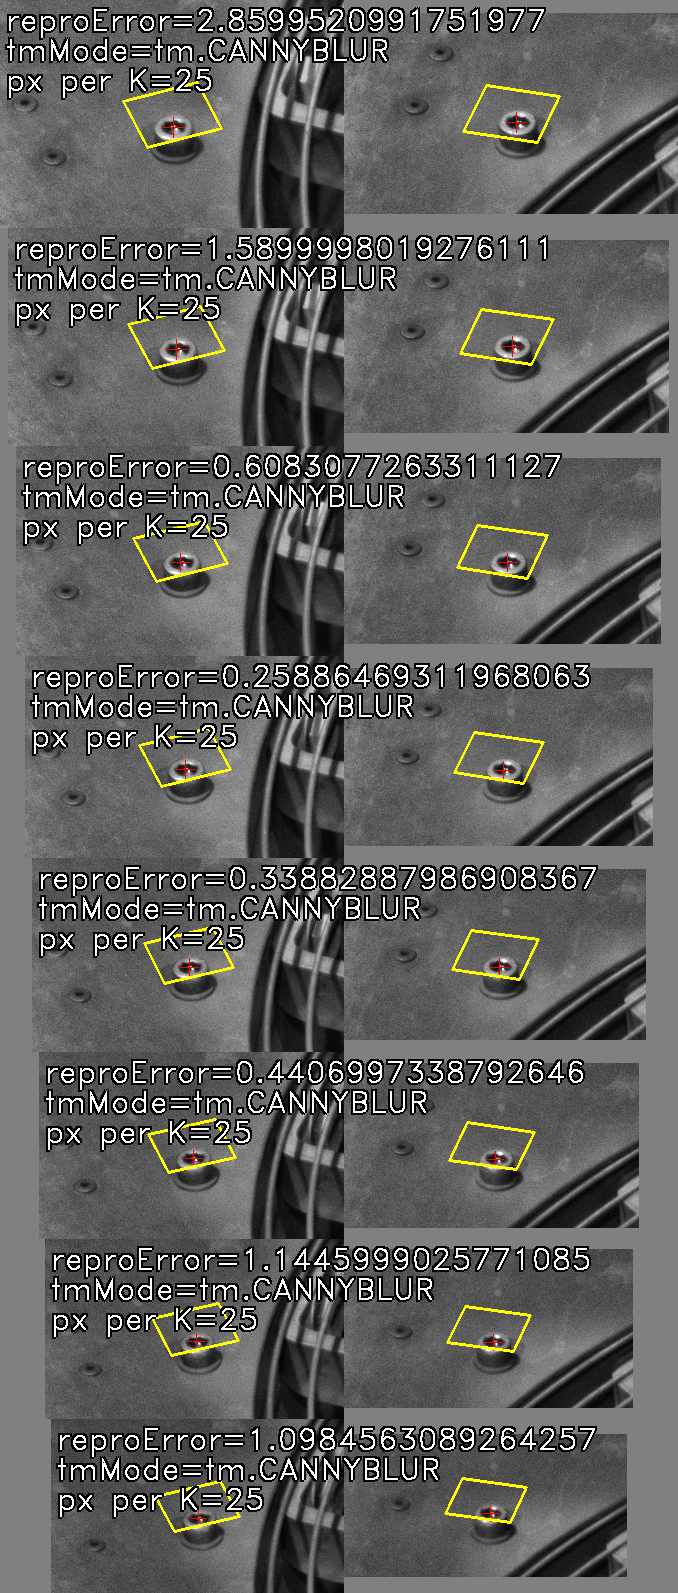 reproError=2.8599520991751977
tmMode=tm.CANNYBLUR
px per K=25
reproError=1.5899998019276111
tmMode=tm.CANNYBLUR
px per K=25
reproError=0.6083077263311127
tmMode=tm.CANNYBLUR
px per K=25
reproError=0.25886469311968063
tmMode=tm.CANNYBLUR
px per K=25
reproError=0.33882887986908367
tmMode=tm.CANNYBLUR
px per K=25
reproError=0.4406997338792646
tmMode=tm.CANNYBLUR
px per K=25
reproError=1.1445999025771085
tmMode=tm.CANNYBLUR
px per K=25
reproError=1.0984563089264257
tmMode=tm.CANNYBLUR
px per K=25